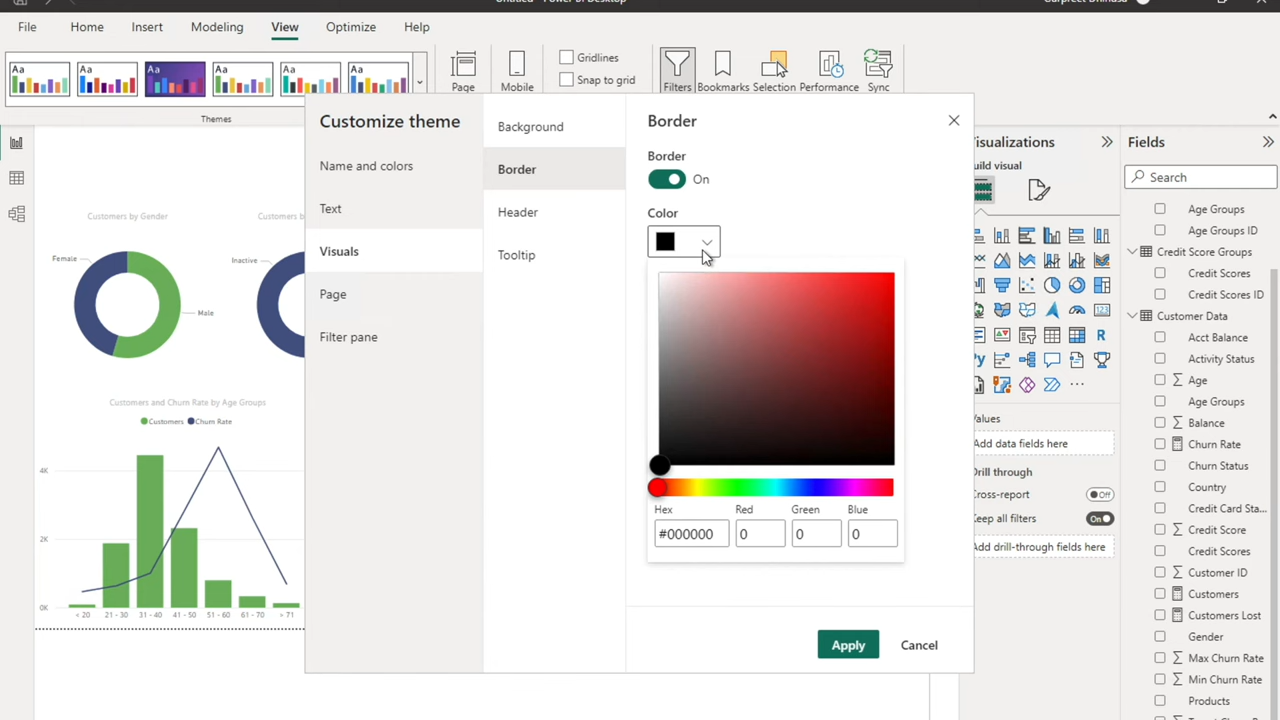 File
Home
Insert
Modeling
View
Optimize
Help
Aa
Aa
Aa
Aa
Aa
Aa
Page
Mobile
Gridlines
Snap to grid
Filters
Bookmarks
Selection
Performance
Sync
Themes
Customize theme
Name and colors
Text
Visuals
Page
Filter pane
Background
Border
Header
Tooltip
Border
Border
On
Color
Hex
Red
Green
Blue
#000000
0
0
0
Apply
Cancel
Customers by Gender
Female
Male
Inactive
Customers and Churn Rate by Age Groups
Customers
Churn Rate
4K
2K
0K
< 20
21 - 30
31 - 40
41 - 50
51 - 60
61 - 70
> 71
isualizations
uild visual
R
Py
alues
Add data fields here
Drill through
Cross-report
Off
Keep all filters
On
Add drill-through fields here
Fields
Search
Age Groups
Age Groups ID
Credit Score Groups
Credit Scores
Credit Scores ID
Customer Data
Acct Balance
Activity Status
Age
Age Groups
Balance
Churn Rate
Churn Status
Country
Credit Card Sta...
Credit Score
Credit Scores
Customer ID
Customers
Customers Lost
Gender
Max Churn Rate
Min Churn Rate
Products